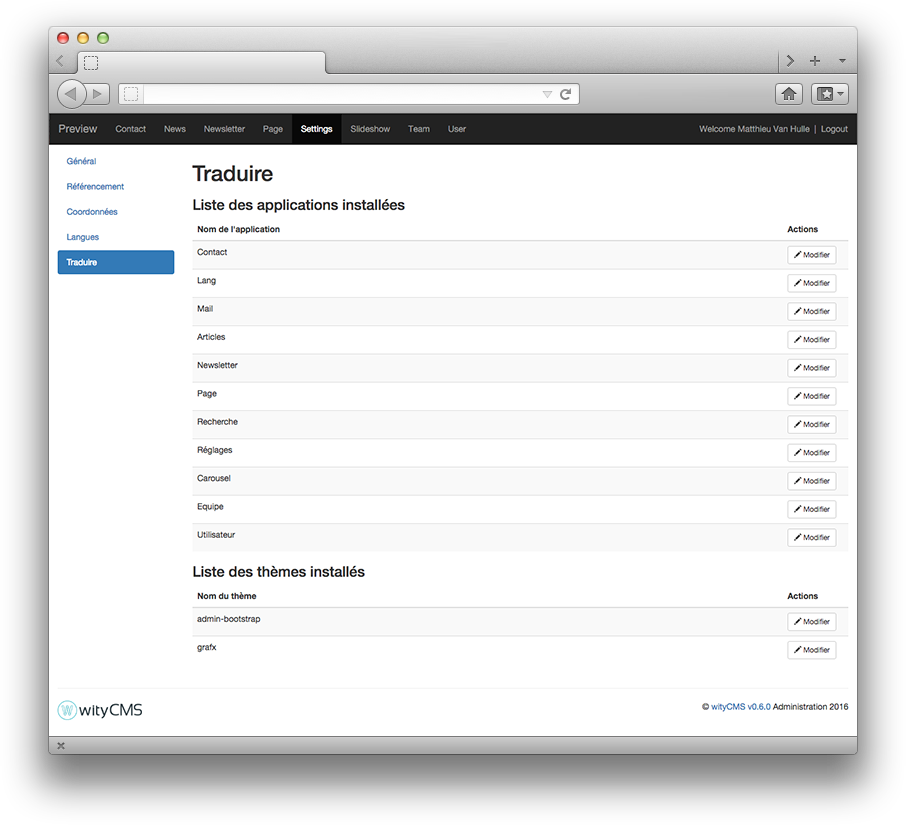 Preview Contact News Newsletter Page Settings Slideshow Team User Welcome Matthieu Van Hulle | Logout
Général
Référencement
Coordonnées
Langues
Traduire
Traduire
Liste des applications installées
Nom de l'application Actions
Contact Modifier
Lang Modifier
Mail Modifier
Articles Modifier
Newsletter Modifier
Page Modifier
Recherche Modifier
Réglages Modifier
Carousel Modifier
Equipe Modifier
Utilisateur Modifier
Liste des thèmes installés
Nom du thème Actions
admin-bootstrap Modifier
grafx Modifier
W wityCMS © wityCMS v0.6.0 Administration 2016